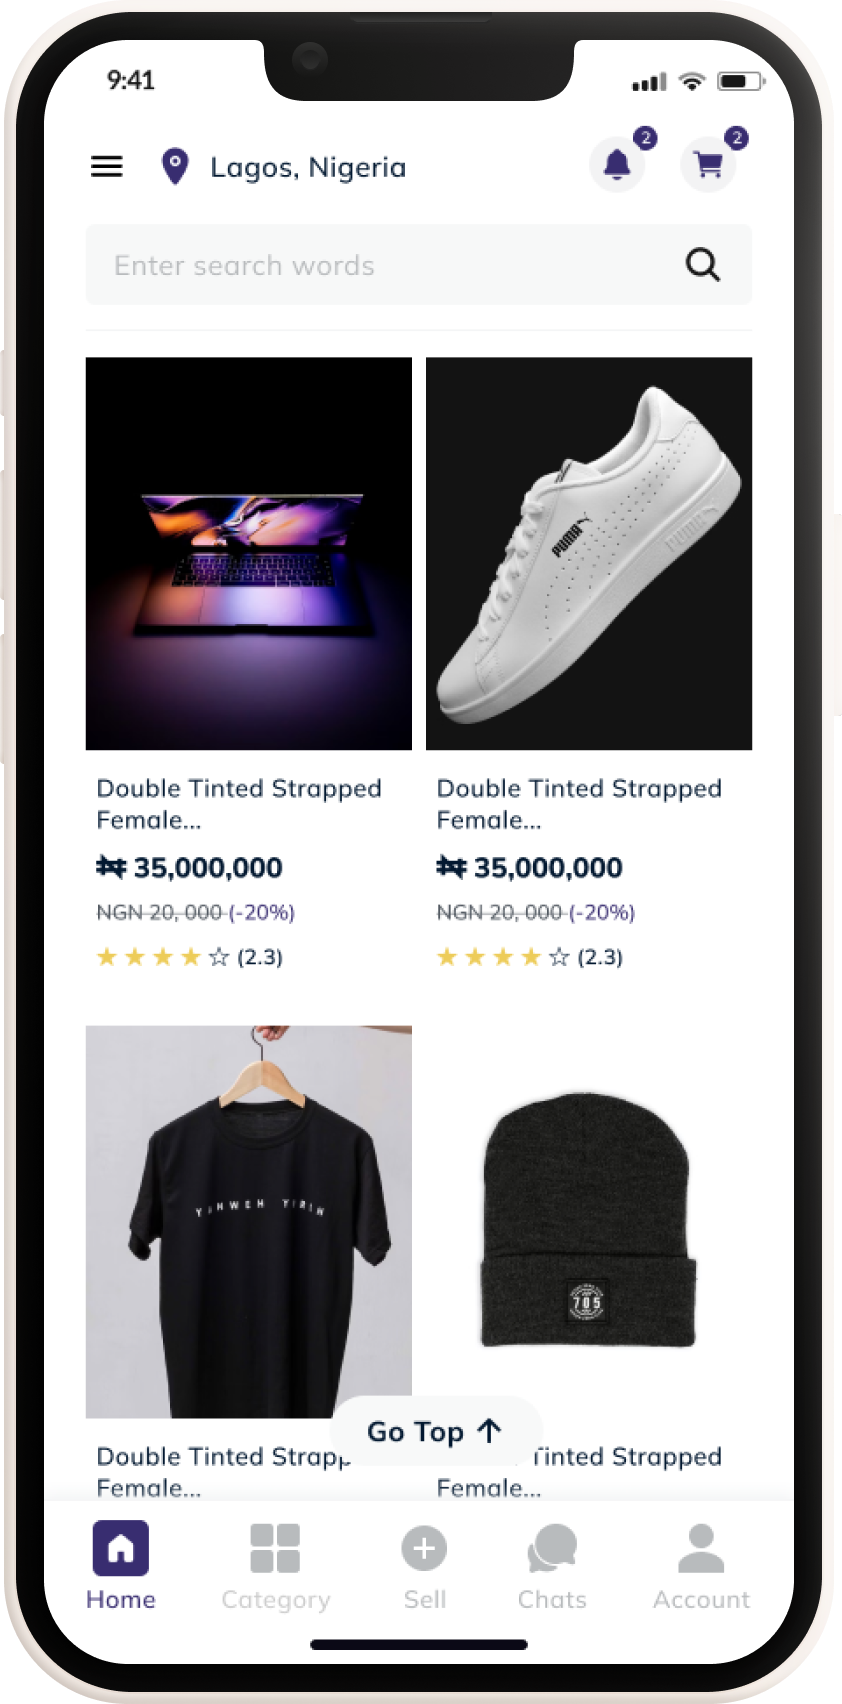 9:41
Lagos, Nigeria
2
2
Enter search words
PUMA
PUMA
Double Tinted Strapped
Female...
₦ 35,000,000
NGN 20, 000 (-20%)
(2.3)
Double Tinted Strapped
Female...
₦ 35,000,000
NGN 20, 000 (-20%)
(2.3)
YAHWEH YIREH
705
Go Top
Double Tinted Strapp
Female...
Tinted Strapped
Female...
Home
Category
Sell
Chats
Account